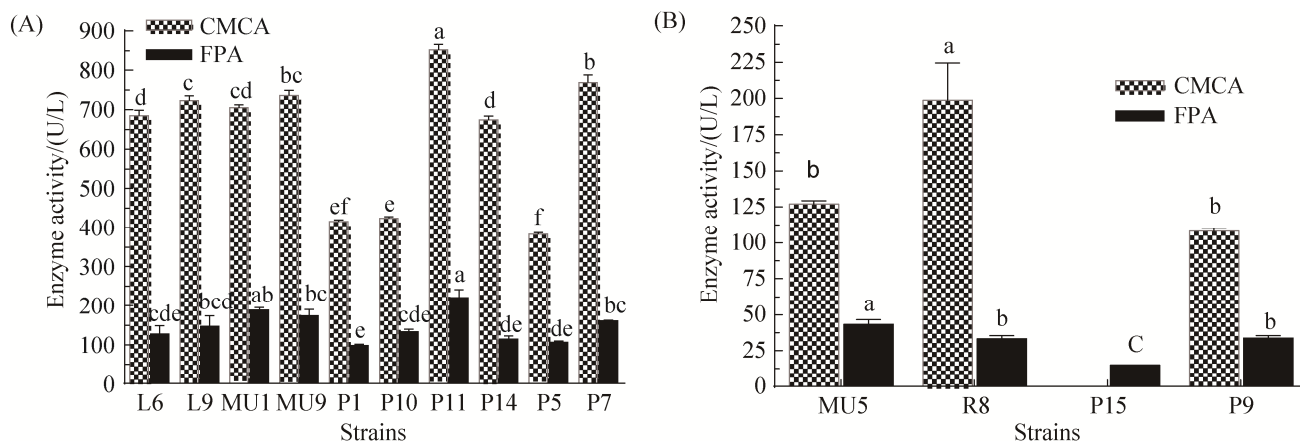 (A)
CMCA
FPA
Enzyme activity/(U/L)
900
800
700
600
500
400
300
200
100
0
d c cd bc ef e a d f b
cde bcd ab bc e cde a de de bc
L6 L9 MU1 MU9 P1 P10 P11 P14 P5 P7
Strains
(B)
CMCA
FPA
Enzyme activity/(U/L)
250
225
200
175
150
125
100
75
50
25
0
b a b
a b C b
MU5 R8 P15 P9
Strains